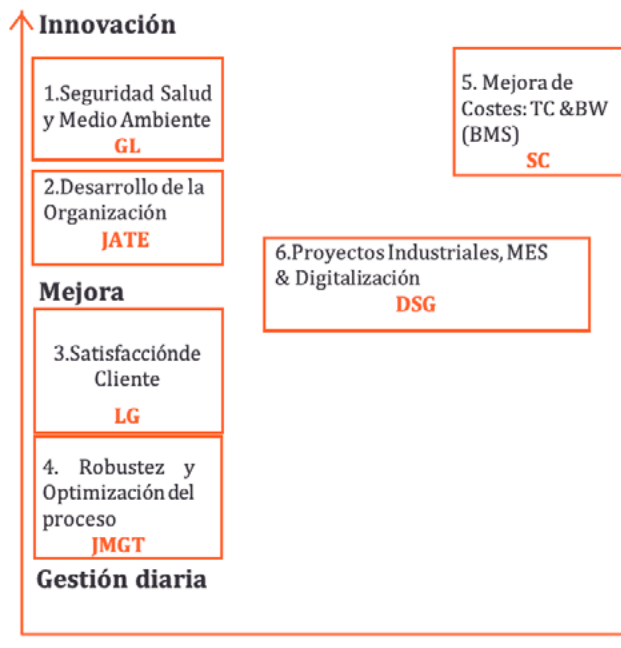 Innovación
1.Seguridad Salud
y Medio Ambiente
GL
2.Desarrollo de la
Organización
JATE
Mejora
3.Satisfacciónde
Cliente
LG
4. Robustez y
Optimización del
proceso
JMGT
Gestión diaria
5. Mejora de
Costes: TC &BW
(BMS)
SC
6.Proyectos Industriales, MES
& Digitalización
DSG